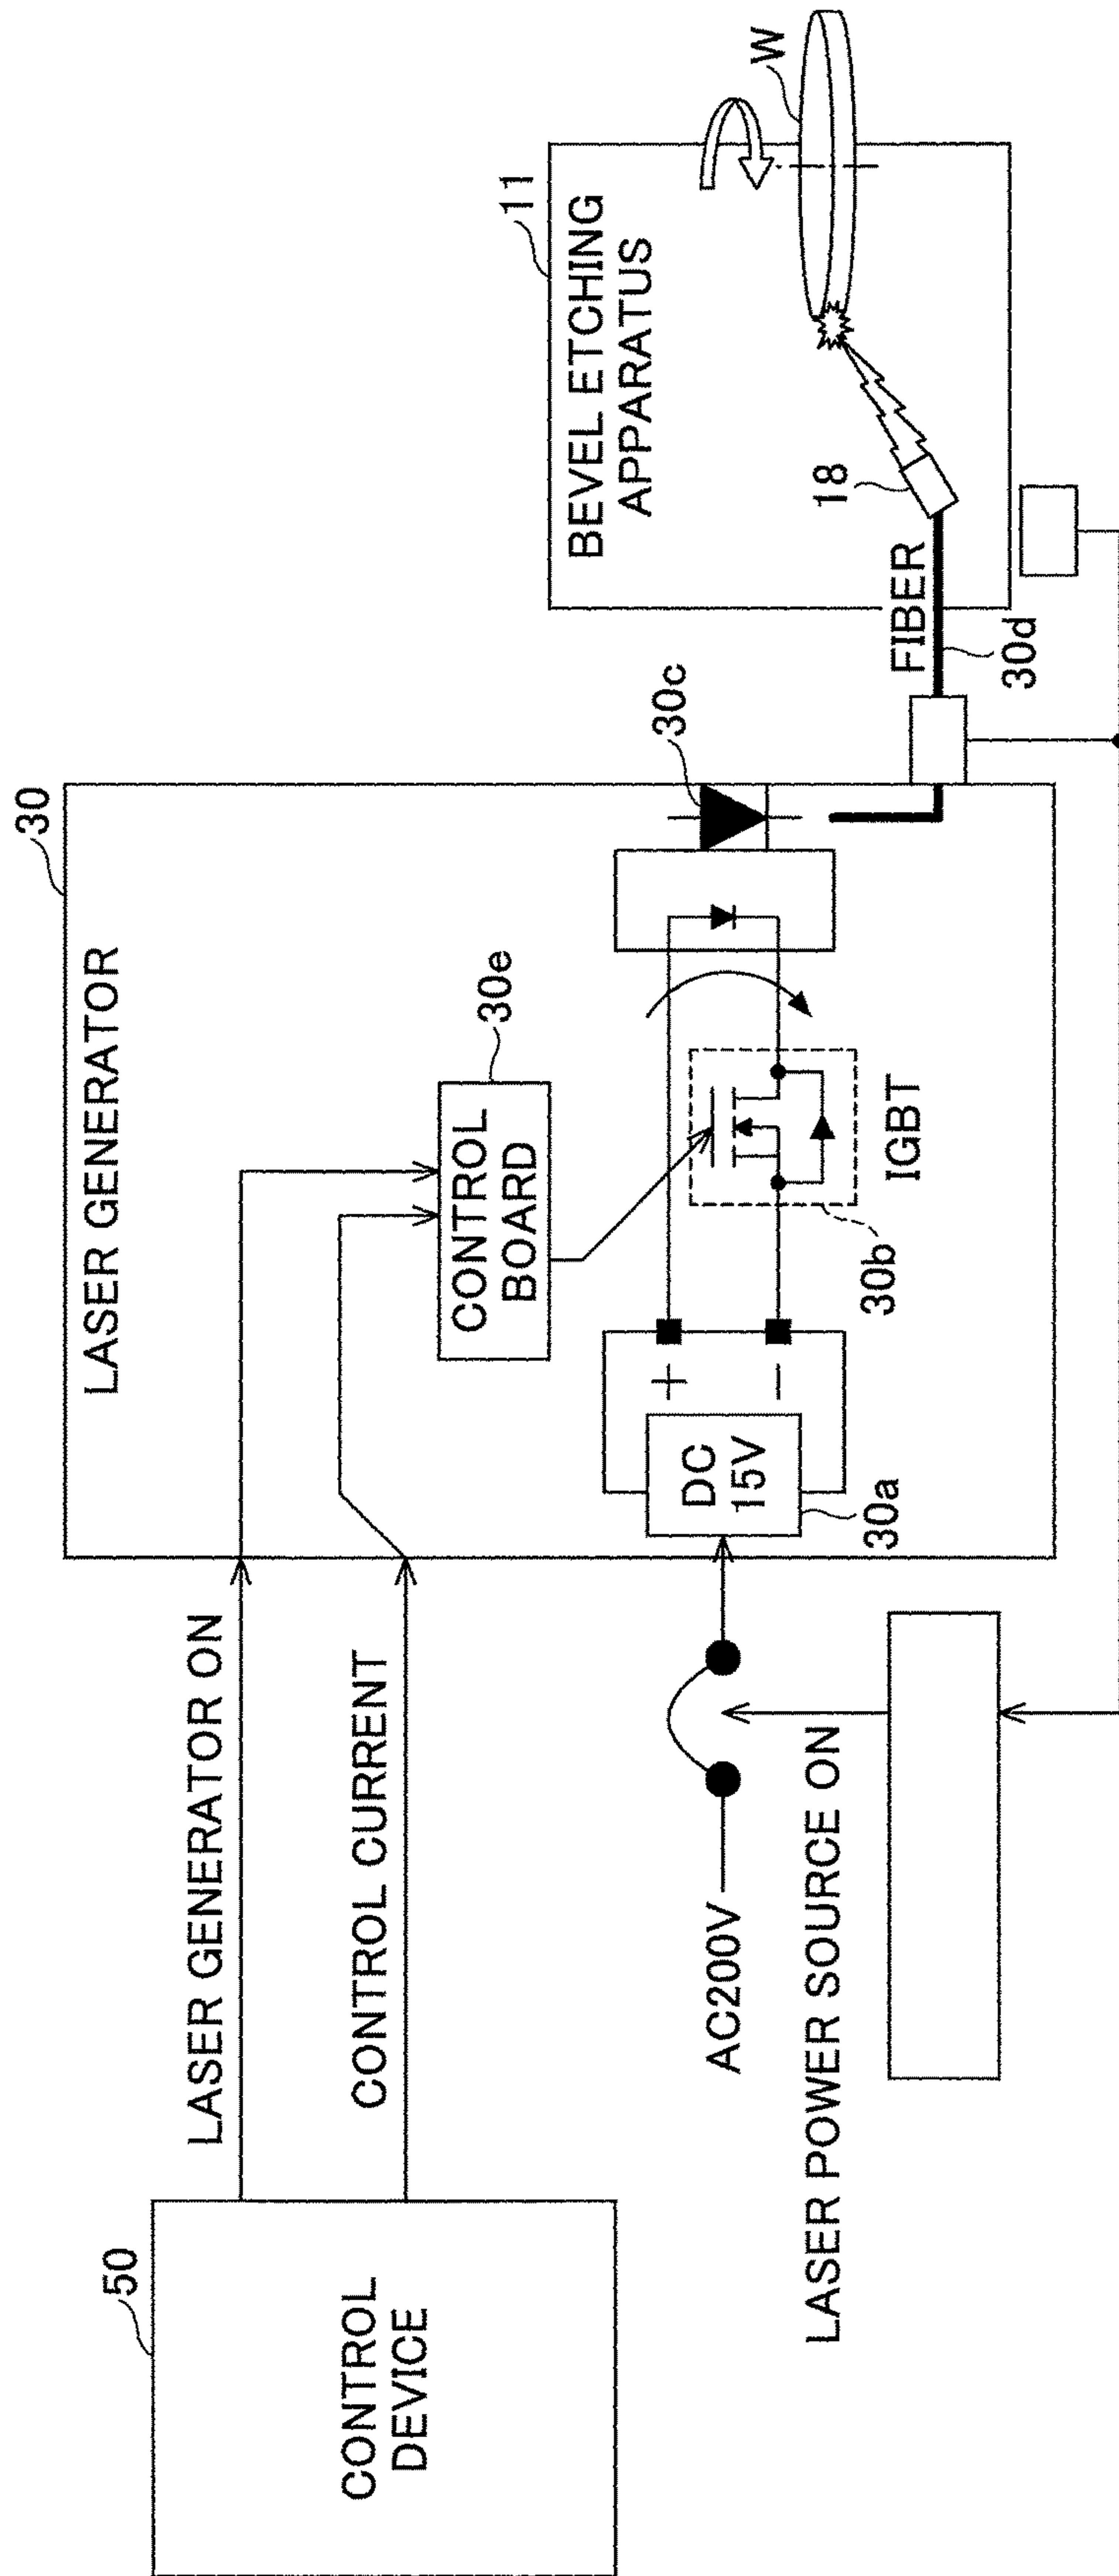 50
CONTROL
DEVICE
LASER GENERATOR ON
CONTROL CURRENT
AC200V
LASER POWER SOURCE ON
30
LASER GENERATOR
CONTROL
BOARD
30e
DC
15V
30a
+
−
IGBT
30b
30c
FIBER
30d
11
BEVEL ETCHING
APPARATUS
18
W